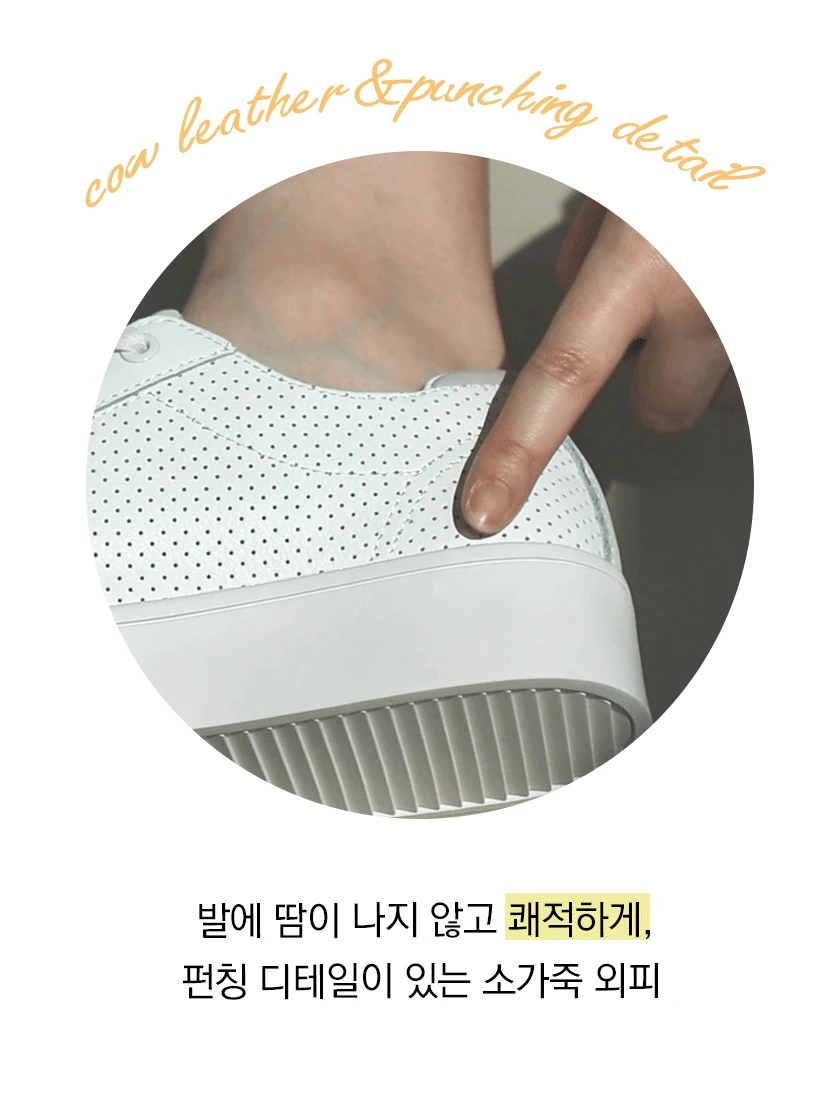 cow leather & punching detail
발에 땀이 나지 않고 쾌적하게,
펀칭 디테일이 있는 소가죽 외피